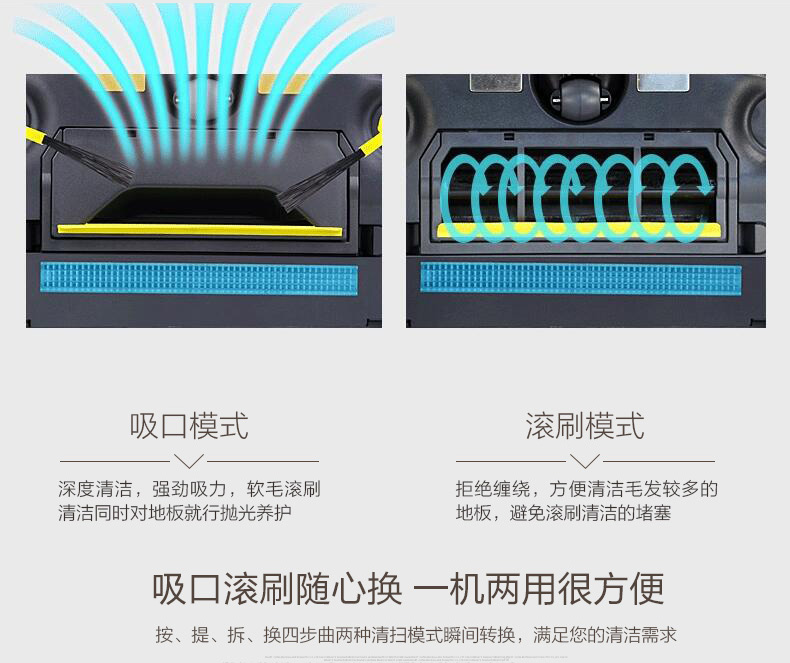 吸口模式
深度清洁，强劲吸力，软毛滚刷
清洁同时对地板就行抛光养护
滚刷模式
拒绝缠绕，方便清洁毛发较多的
地板，避免滚刷清洁的堵塞
吸口滚刷随心换 一机两用很方便
按、提、拆、换四步曲两种清扫模式瞬间转换，满足您的清洁需求